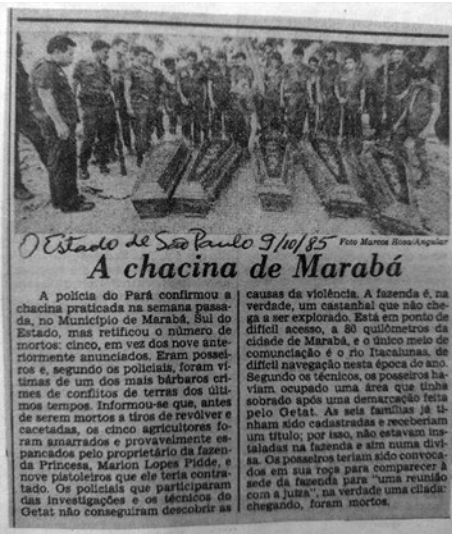 O Estado de São Paulo 9/10/85
Foto Marcos Rosa/Angular
A chacina de Marabá
A polícia do Pará confirmou a
chacina praticada na semana passa-
da, no Município de Marabá, Sul do
Estado, mas retificou o número de
mortos: cinco, em vez dos nove ante-
riormente anunciados. Eram possei-
ros e, segundo os policiais, foram ví-
timas de um dos mais bárbaros cri-
mes de conflitos de terras dos últi-
mos tempos. Informou-se que, antes
de serem mortos a tiros de revólver e
cacetadas, os cinco agricultores fo-
ram amarrados e provavelmente es-
pancados pelo proprietário da fazen-
da Princesa, Marlon Lopes Pidde, e
nove pistoleiros que ele teria contra-
tado. Os policiais que participaram
das investigações e os técnicos do
Getat não conseguiram descobrir as
causas da violência. A fazenda é, na
verdade, um castanhal que não che-
ga a ser explorado. Está em ponto de
difícil acesso, a 80 quilômetros da
cidade de Marabá, e o único meio de
comunciação é o rio Itacaiunas, de
difícil navegação nesta época do ano.
Segundo os técnicos, os posseiros ha-
viam ocupado uma área que tinha
sobrado após uma demarcação feita
pelo Getat. As seis famílias já ti-
nham sido cadastradas e receberiam
um título; por isso, não estavam ins-
taladas na fazenda e sim numa divi-
sa. Os posseiros teriam sido convoca-
dos em sua roça para comparecer à
sede da fazenda para "uma reunião
com a juíza", na verdade uma cilada:
chegando, foram mortos.